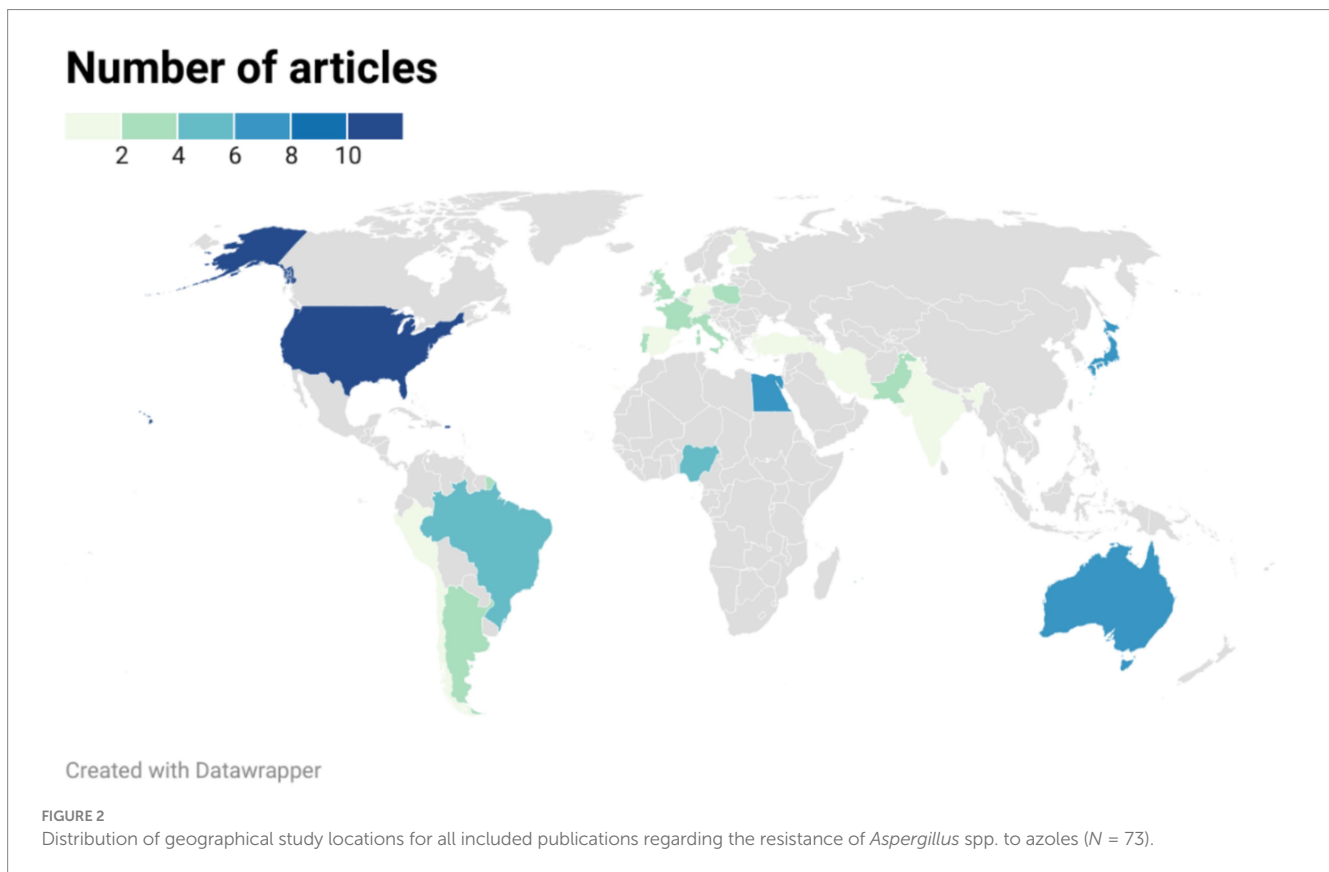 Number of articles
2 4 6 8 10
Created with Datawrapper
FIGURE 2
Distribution of geographical study locations for all included publications regarding the resistance of Aspergillus spp. to azoles (N = 73).